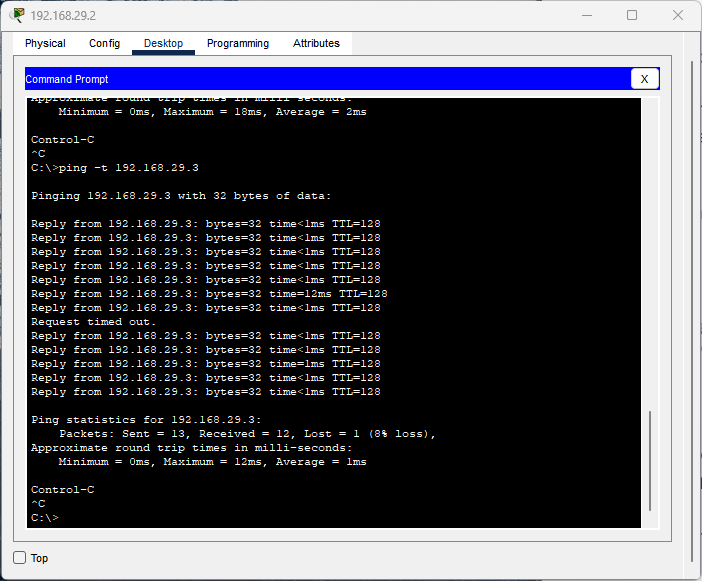 192.168.29.2
Physical Config Desktop Programming Attributes
Command Prompt
X
Approximate round trip times in milli-seconds:
Minimum = 0ms, Maximum = 18ms, Average = 2ms
Control-C
^C
C:\>ping -t 192.168.29.3
Pinging 192.168.29.3 with 32 bytes of data:
Reply from 192.168.29.3: bytes=32 time<1ms TTL=128
Reply from 192.168.29.3: bytes=32 time<1ms TTL=128
Reply from 192.168.29.3: bytes=32 time<1ms TTL=128
Reply from 192.168.29.3: bytes=32 time<1ms TTL=128
Reply from 192.168.29.3: bytes=32 time<1ms TTL=128
Reply from 192.168.29.3: bytes=32 time=12ms TTL=128
Reply from 192.168.29.3: bytes=32 time<1ms TTL=128
Request timed out.
Reply from 192.168.29.3: bytes=32 time<1ms TTL=128
Reply from 192.168.29.3: bytes=32 time<1ms TTL=128
Reply from 192.168.29.3: bytes=32 time<1ms TTL=128
Reply from 192.168.29.3: bytes=32 time<1ms TTL=128
Reply from 192.168.29.3: bytes=32 time<1ms TTL=128
Ping statistics for 192.168.29.3:
Packets: Sent = 13, Received = 12, Lost = 1 (8% loss),
Approximate round trip times in milli-seconds:
Minimum = 0ms, Maximum = 12ms, Average = 1ms
Control-C
^C
C:\>
Top